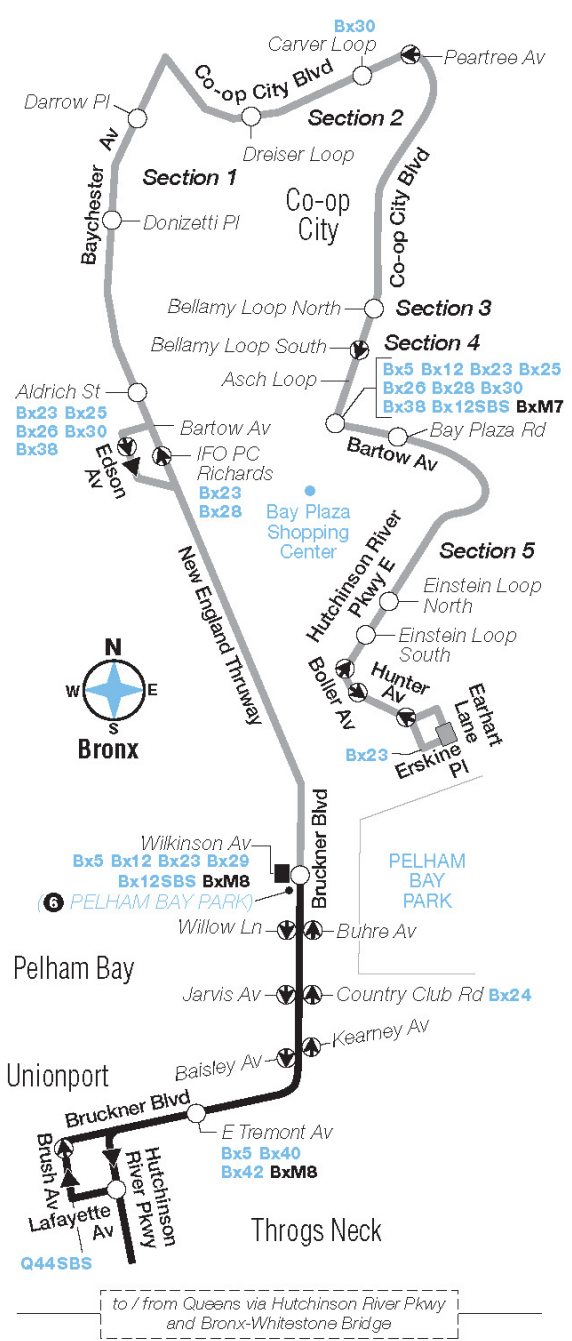 Bx30
Carver Loop
Peartree Av
Co-op City Blvd
Darrow Pl
Section 2
Dreiser Loop
Baychester Av
Section 1
Co-op
City
Co-op City Blvd
Donizetti Pl
Bellamy Loop North
Section 3
Bellamy Loop South
Section 4
Asch Loop
Bx5 Bx12 Bx23 Bx25
Bx26 Bx28 Bx30
Bx38 Bx12SBS BxM7
Aldrich St
Bx23 Bx25
Bx26 Bx30
Bx38
Bartow Av
Bay Plaza Rd
Bartow Av
Edson
Av
IFO PC
Richards
Bx23
Bx28
Bay Plaza
Shopping
Center
Section 5
Hutchinson River
Pkwy E
New England Thruway
Einstein Loop
North
Einstein Loop
South
N
W E
S
Bronx
Boller Av
Hunter
Av
Earhart
Lane
Bx23
Erskine
Pl
Wilkinson Av
Bx5 Bx12 Bx23 Bx29
Bx12SBS BxM8
(6 PELHAM BAY PARK)
Bruckner Blvd
PELHAM
BAY
PARK
Willow Ln
Buhre Av
Pelham Bay
Jarvis Av
Country Club Rd Bx24
Kearney Av
Baisley Av
Unionport
Bruckner Blvd
E Tremont Av
Bx5 Bx40
Bx42 BxM8
Brush Av
Hutchinson
River Pkwy
Lafayette
Av
Throgs Neck
Q44SBS
to / from Queens via Hutchinson River Pkwy
and Bronx-Whitestone Bridge